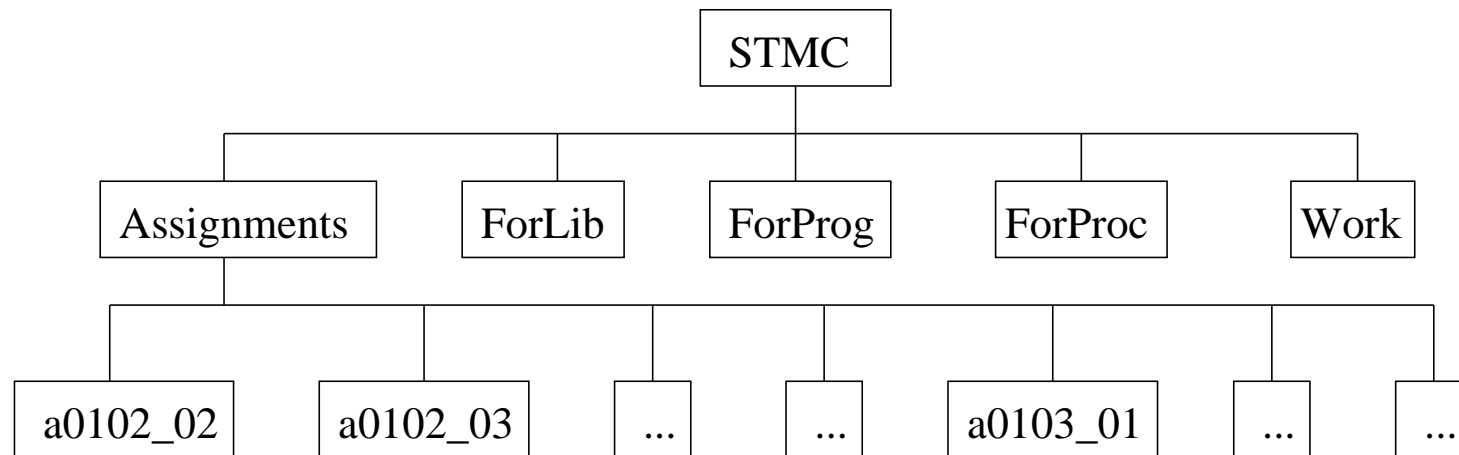 STMC
Assignments ForLib ForProg ForProc Work
a0102_02 a0102_03 ... ... a0103_01 ... ...